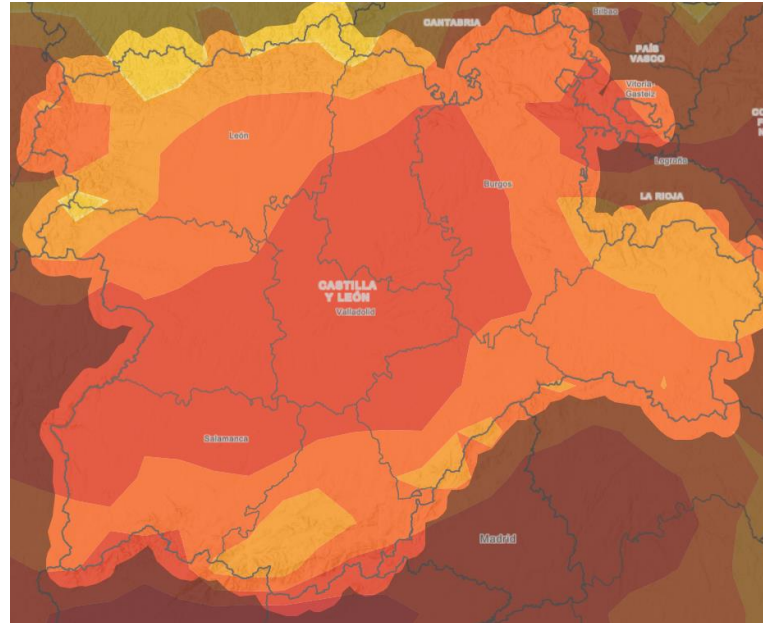 Bilbao
CANTABRIA
PAÍS
VASCO
Vitoria-
Gasteiz
León
Logroño
Burgos
LA RIOJA
CASTILLA
Y LEÓN
Valladolid
Salamanca
Madrid